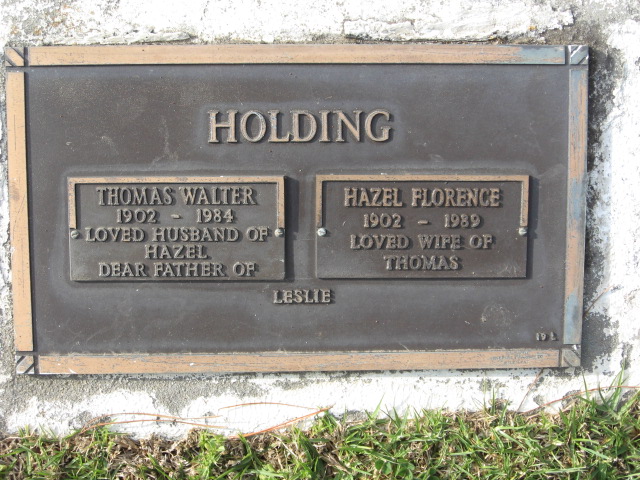 HOLDING
THOMAS WALTER
1902 - 1984
LOVED HUSBAND OF
HAZEL
DEAR FATHER OF
HAZEL FLORENCE
1902 - 1989
LOVED WIFE OF
THOMAS
LESLIE